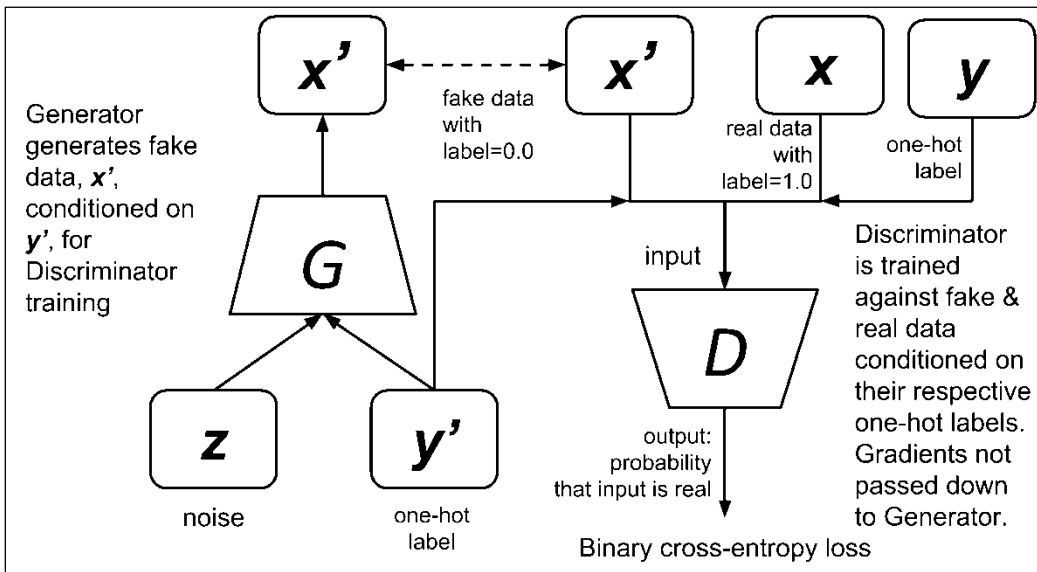 x’
x’
x
y
Generator
generates fake
data, x’,
conditioned on
y’, for
Discriminator
training
fake data
with
label=0.0
real data
with
label=1.0
one-hot
label
G
input
D
Discriminator
is trained
against fake &
real data
conditioned on
their respective
one-hot labels.
Gradients not
passed down
to Generator.
z
y’
noise
one-hot
label
output:
probability
that input is real
Binary cross-entropy loss